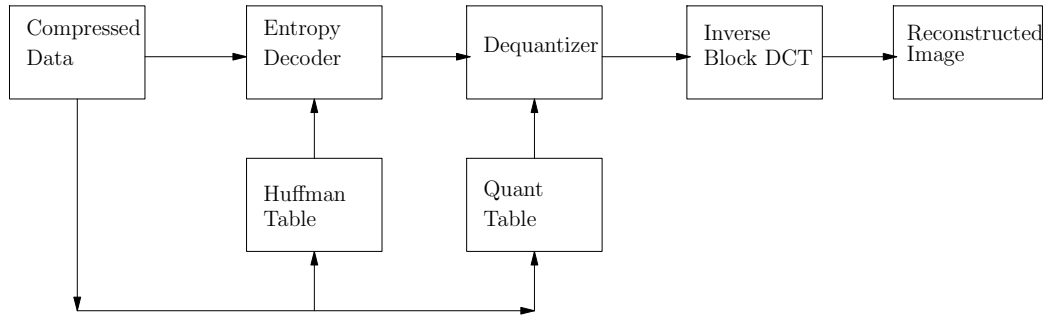 Compressed
Data
Entropy
Decoder
Dequantizer
Inverse
Block DCT
Reconstructed
Image
Huffman
Table
Quant
Table